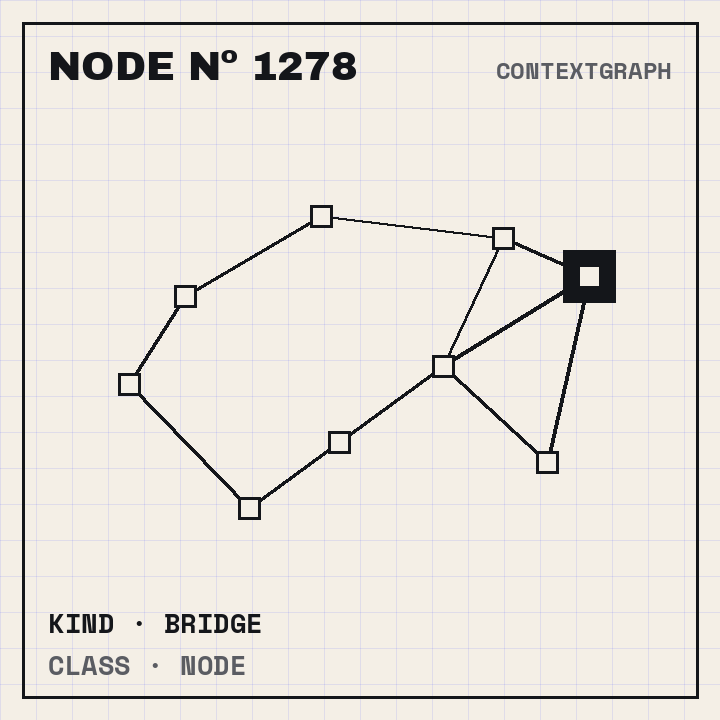 NODE Nº 1278
CONTEXTGRAPH
KIND · BRIDGE
CLASS · NODE